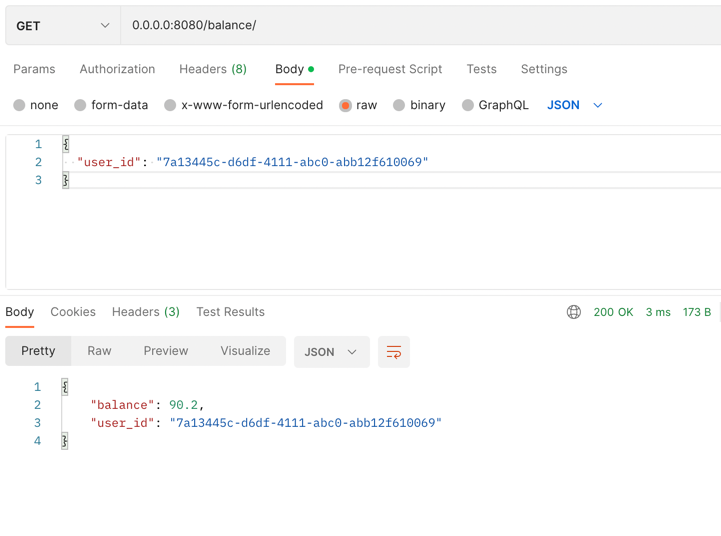 GET 0.0.0.0:8080/balance/
Params Authorization Headers (8) Body Pre-request Script Tests Settings
none form-data x-www-form-urlencoded raw binary GraphQL JSON
1 {
2 "user_id": "7a13445c-d6df-4111-abc0-abb12f610069"
3 }
Body Cookies Headers (3) Test Results 200 OK 3 ms 173 B
Pretty Raw Preview Visualize JSON
1 {
2 "balance": 90.2,
3 "user_id": "7a13445c-d6df-4111-abc0-abb12f610069"
4 }